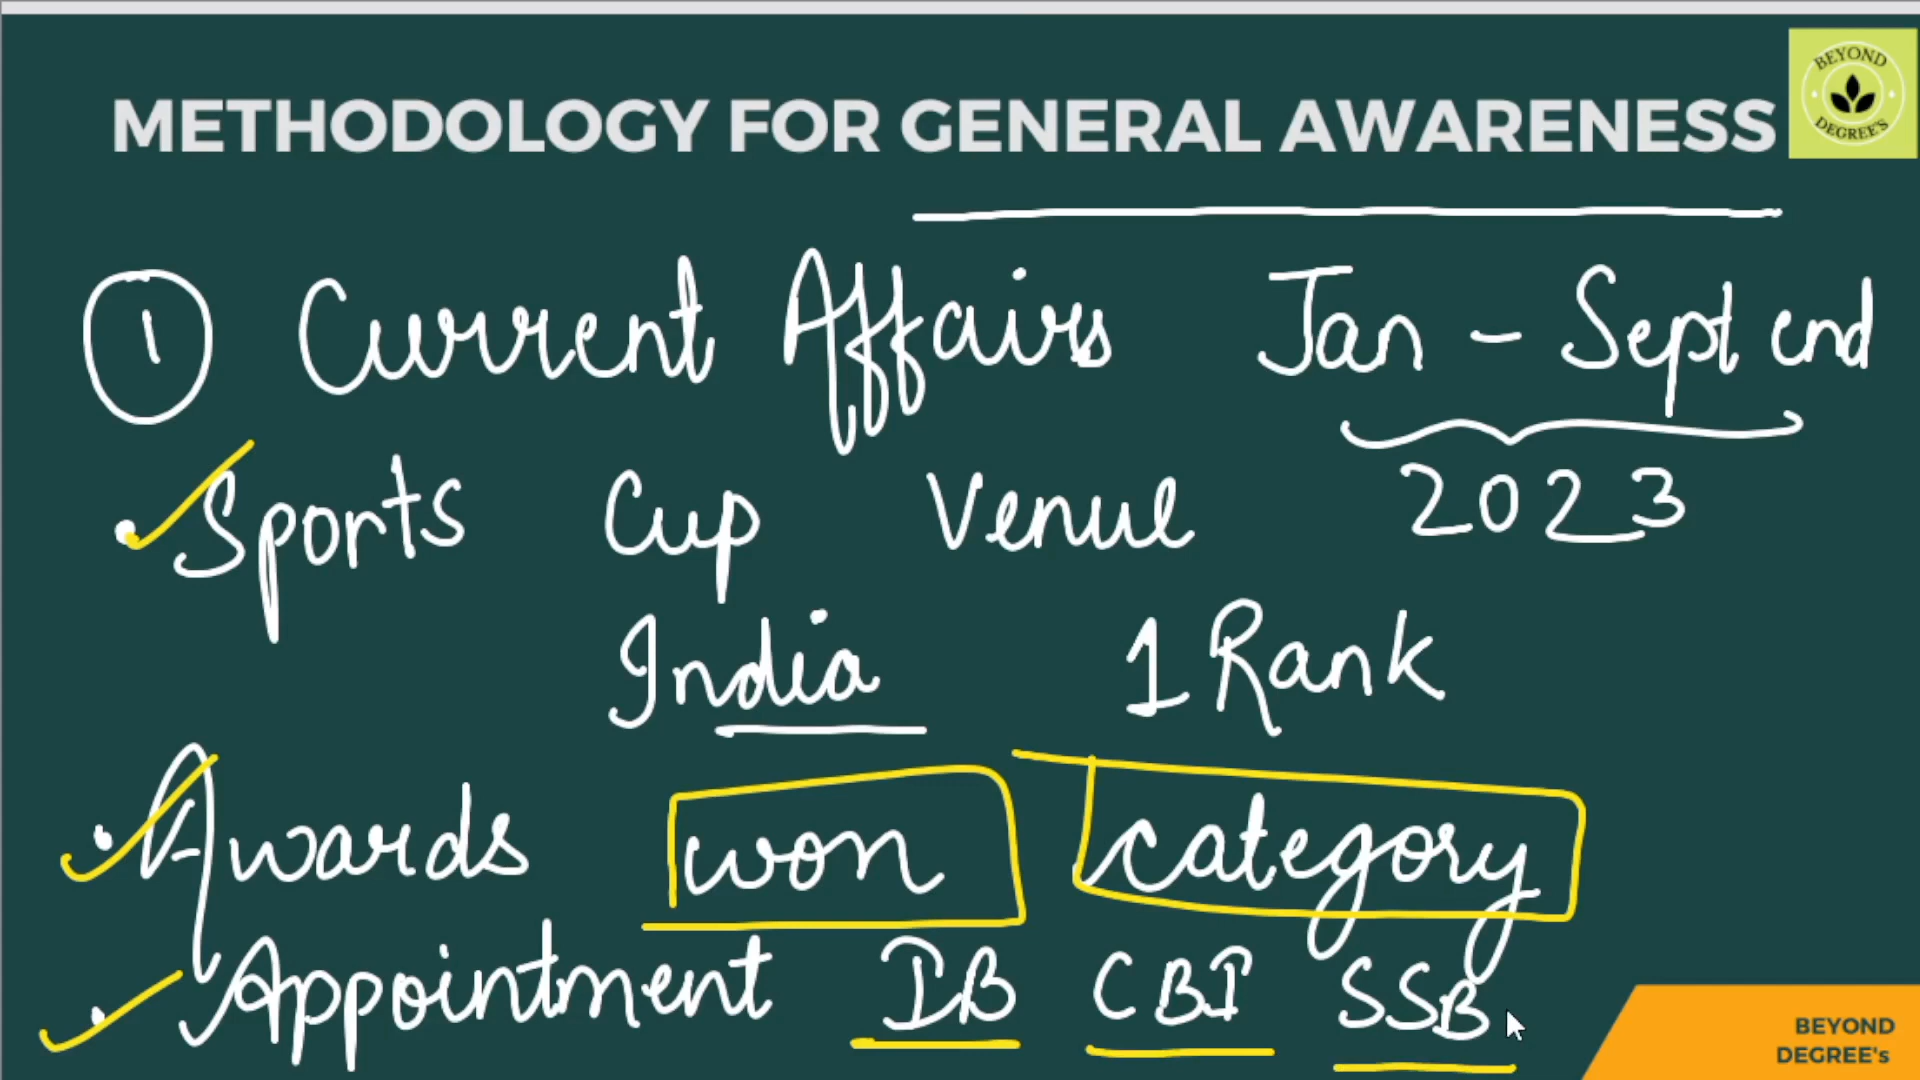 METHODOLOGY FOR GENERAL AWARENESS
BEYOND DEGREE'S
1 Current Affairs Jan - Sept end
2023
• Sports Cup Venue
India 1 Rank
• Awards won category
• Appointment IB CBI SSB
BEYOND
DEGREE's